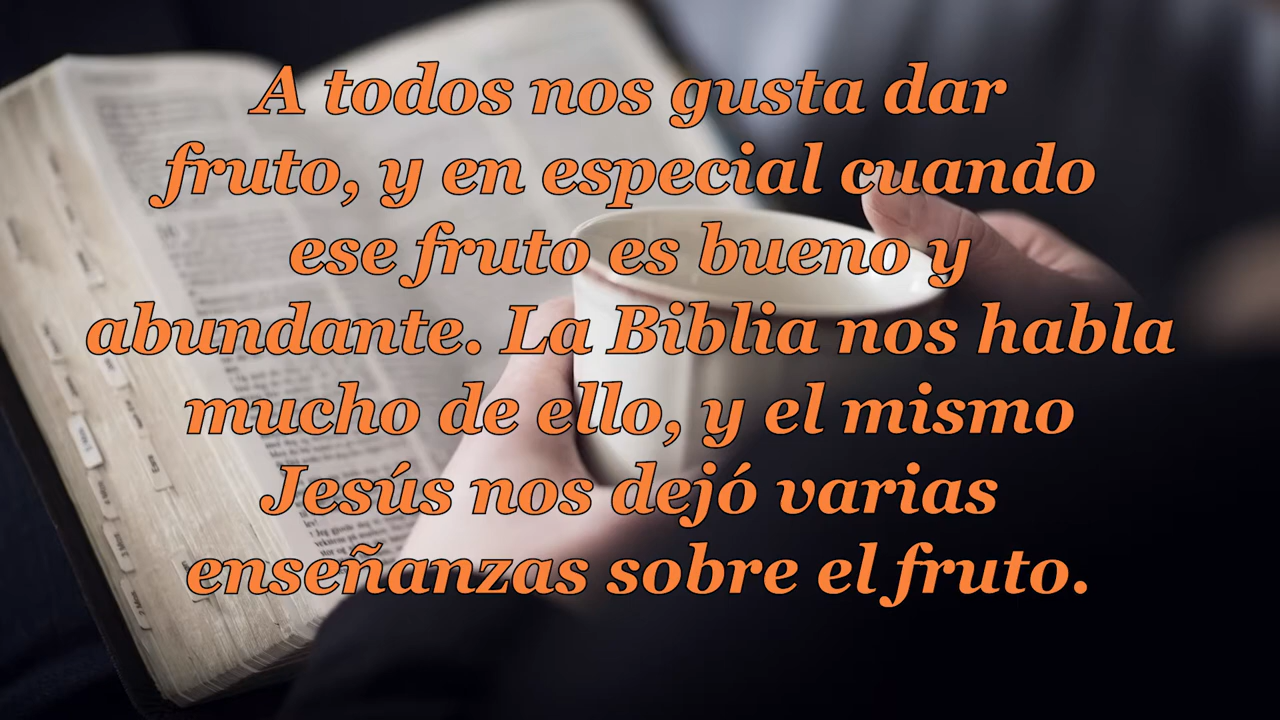 A todos nos gusta dar
fruto, y en especial cuando
ese fruto es bueno y
abundante. La Biblia nos habla
mucho de ello, y el mismo
Jesús nos dejó varias
enseñanzas sobre el fruto.